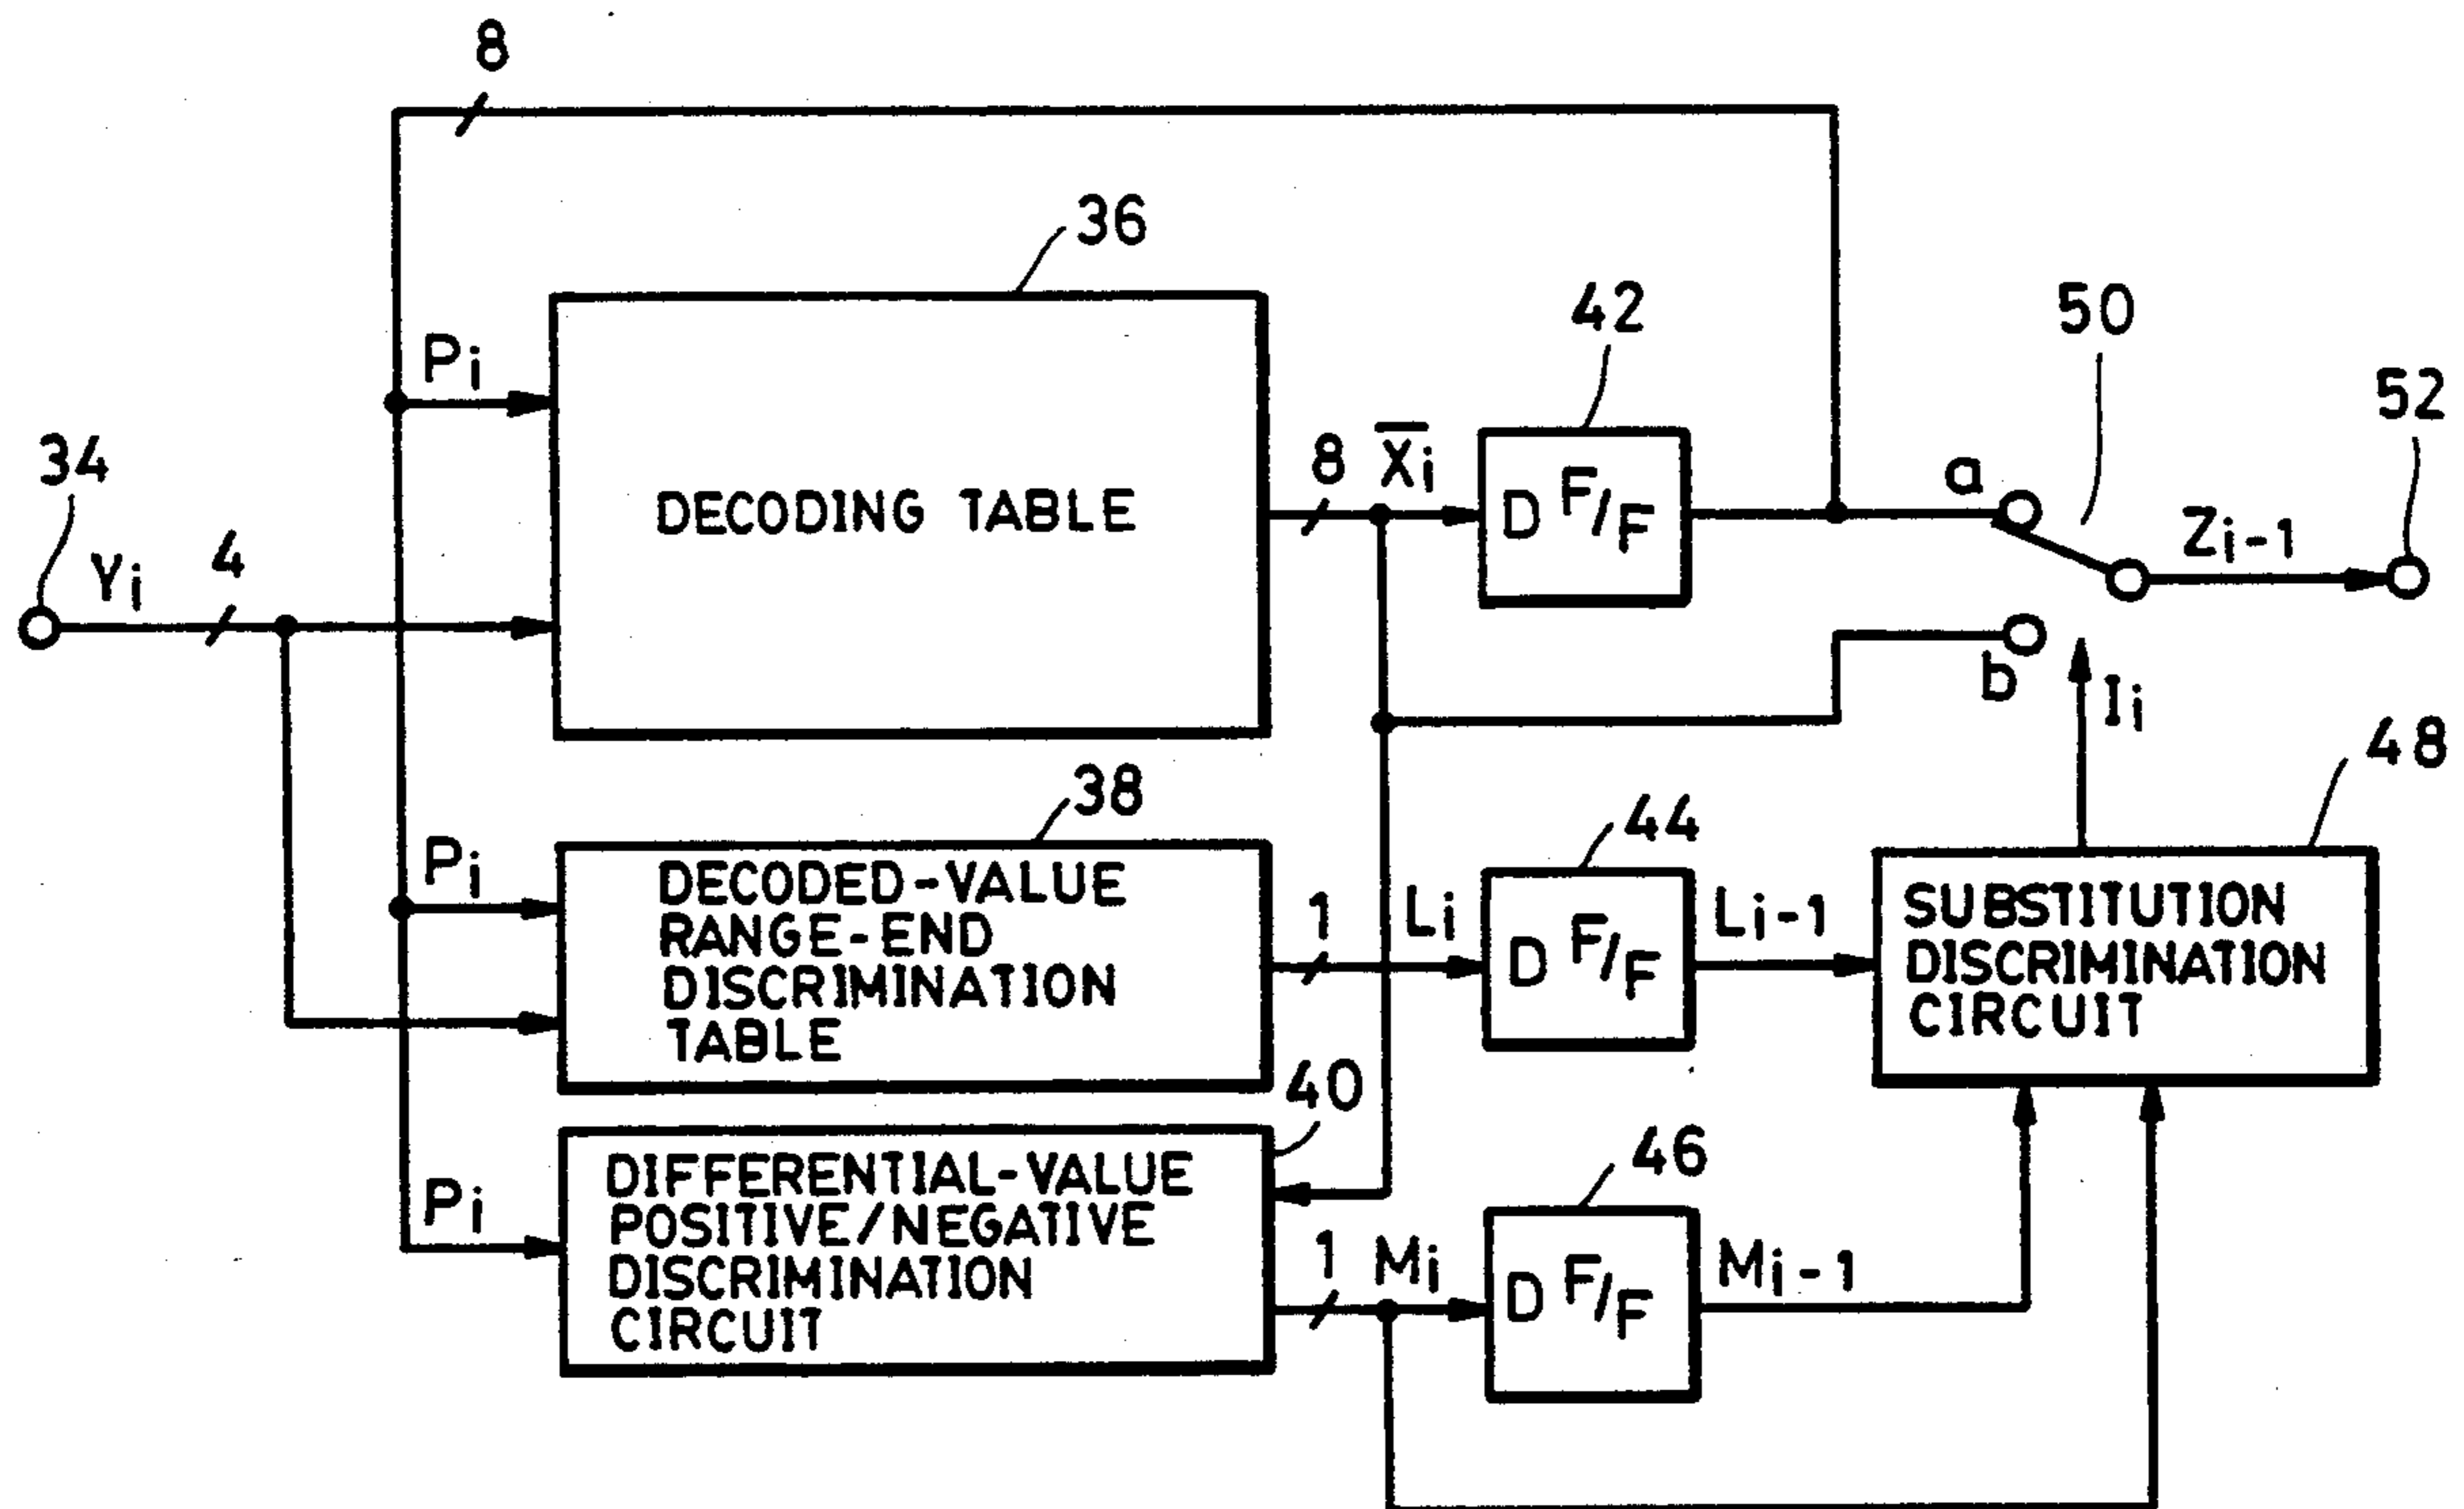 8
36
Pi
DECODING TABLE
34
Yi
4
8
X̅i
42
D F/F
a
50
Zi-1
52
b
Ii
48
38
Pi
DECODED-VALUE
RANGE-END
DISCRIMINATION
TABLE
1
Li
44
D F/F
Li-1
SUBSTITUTION
DISCRIMINATION
CIRCUIT
40
Pi
DIFFERENTIAL-VALUE
POSITIVE/NEGATIVE
DISCRIMINATION
CIRCUIT
1
Mi
46
D F/F
Mi-1